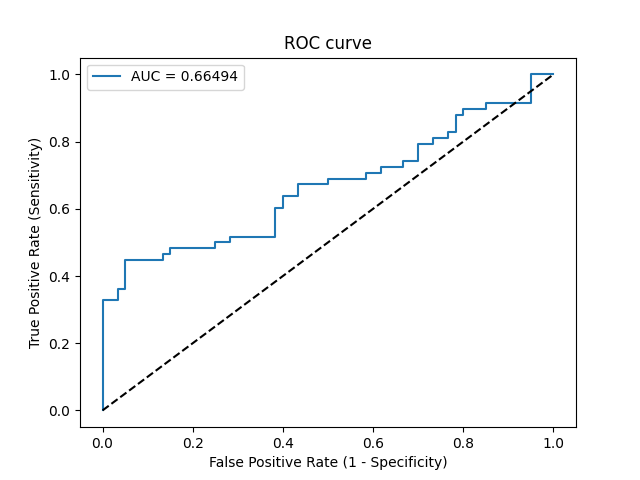 ROC curve
AUC = 0.66494
True Positive Rate (Sensitivity)
1.0
0.8
0.6
0.4
0.2
0.0
0.0 0.2 0.4 0.6 0.8 1.0
False Positive Rate (1 - Specificity)